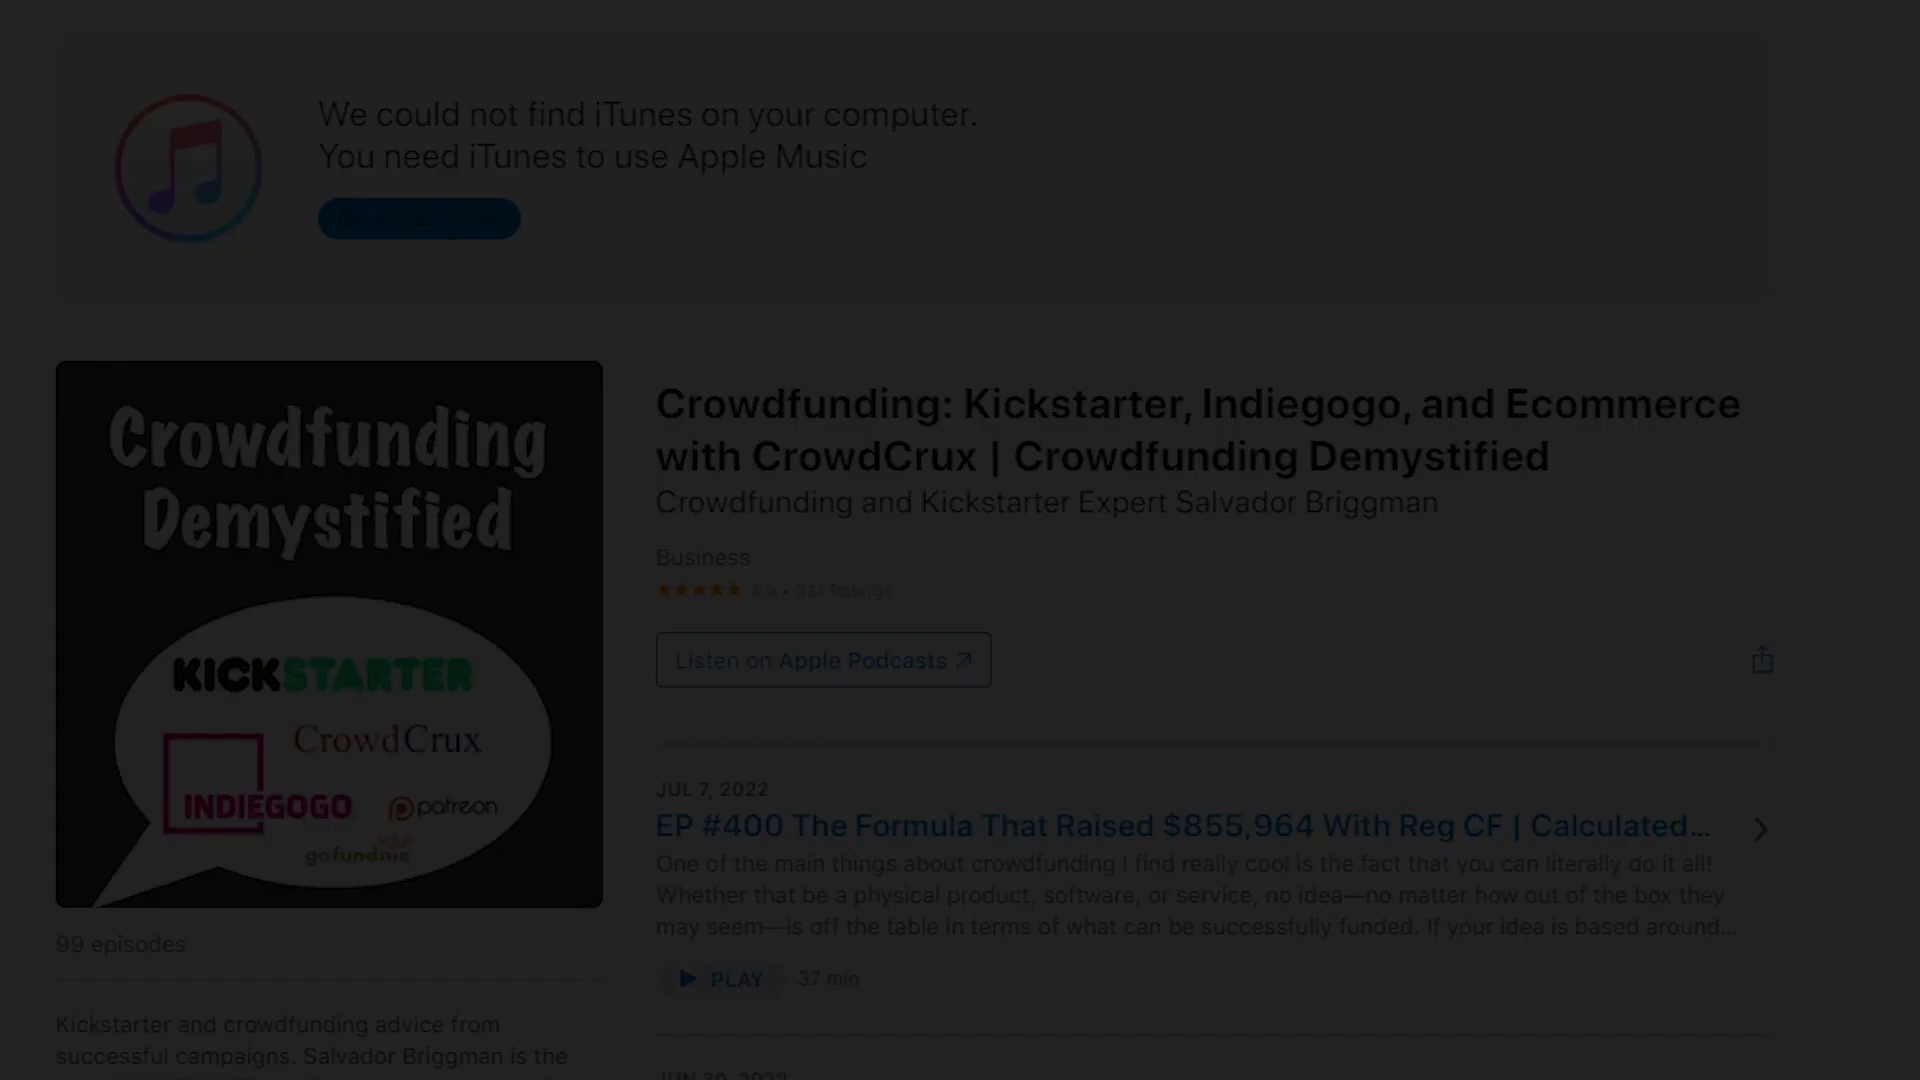 We could not find iTunes on your computer.
You need iTunes to use Apple Music
Crowdfunding
Demystified
KICKSTARTER
CrowdCrux
INDIEGOGO
patreon
gofundme
99 episodes
Kickstarter and crowdfunding advice from
successful campaigns. Salvador Briggman is the
Crowdfunding: Kickstarter, Indiegogo, and Ecommerce
with CrowdCrux | Crowdfunding Demystified
Crowdfunding and Kickstarter Expert Salvador Briggman
Business
★★★★★ 4.9 • 321 Ratings
Listen on Apple Podcasts ↗
JUL 7, 2022
EP #400 The Formula That Raised $855,964 With Reg CF | Calculated...
One of the main things about crowdfunding I find really cool is the fact that you can literally do it all!
Whether that be a physical product, software, or service, no idea—no matter how out of the box they
may seem—is off the table in terms of what can be successfully funded. If your idea is based around...
PLAY 37 min